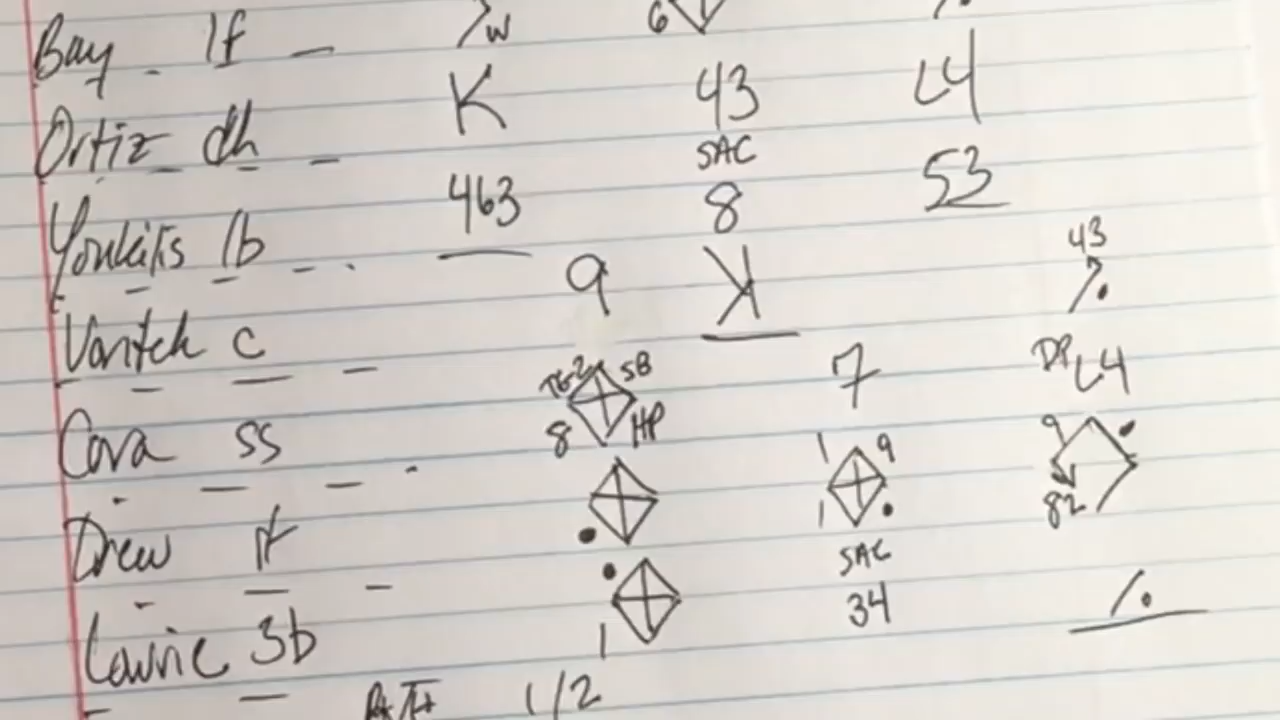 Bay lf W 6
Ortiz dh K 43 L4
Youkilis 1b 463 SAC 8 53
Varitek c 9 K 43
Cora ss SB HP 8 7 DP L4
Drew rf 1 9 1 9 82
Lowrie 3b 1 SAC 34
1/2